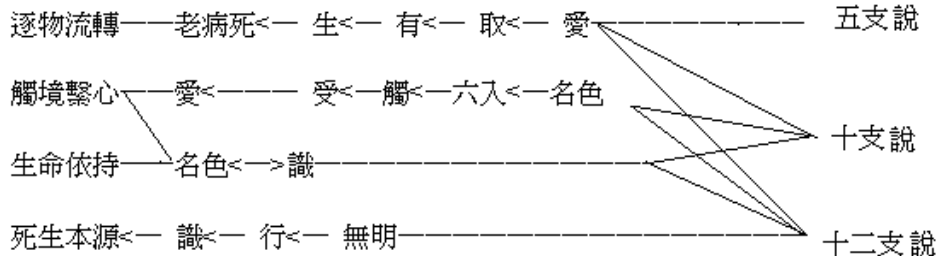 逐物流轉——老病死<— 生<— 有<— 取<— 愛———————————— 五支說
觸境繫心——愛<———— 受<—觸<—六入<—名色
十支說
生命依持——名色<—>識————————————————
死生本源<— 識<— 行<— 無明———————————————————— 十二支說